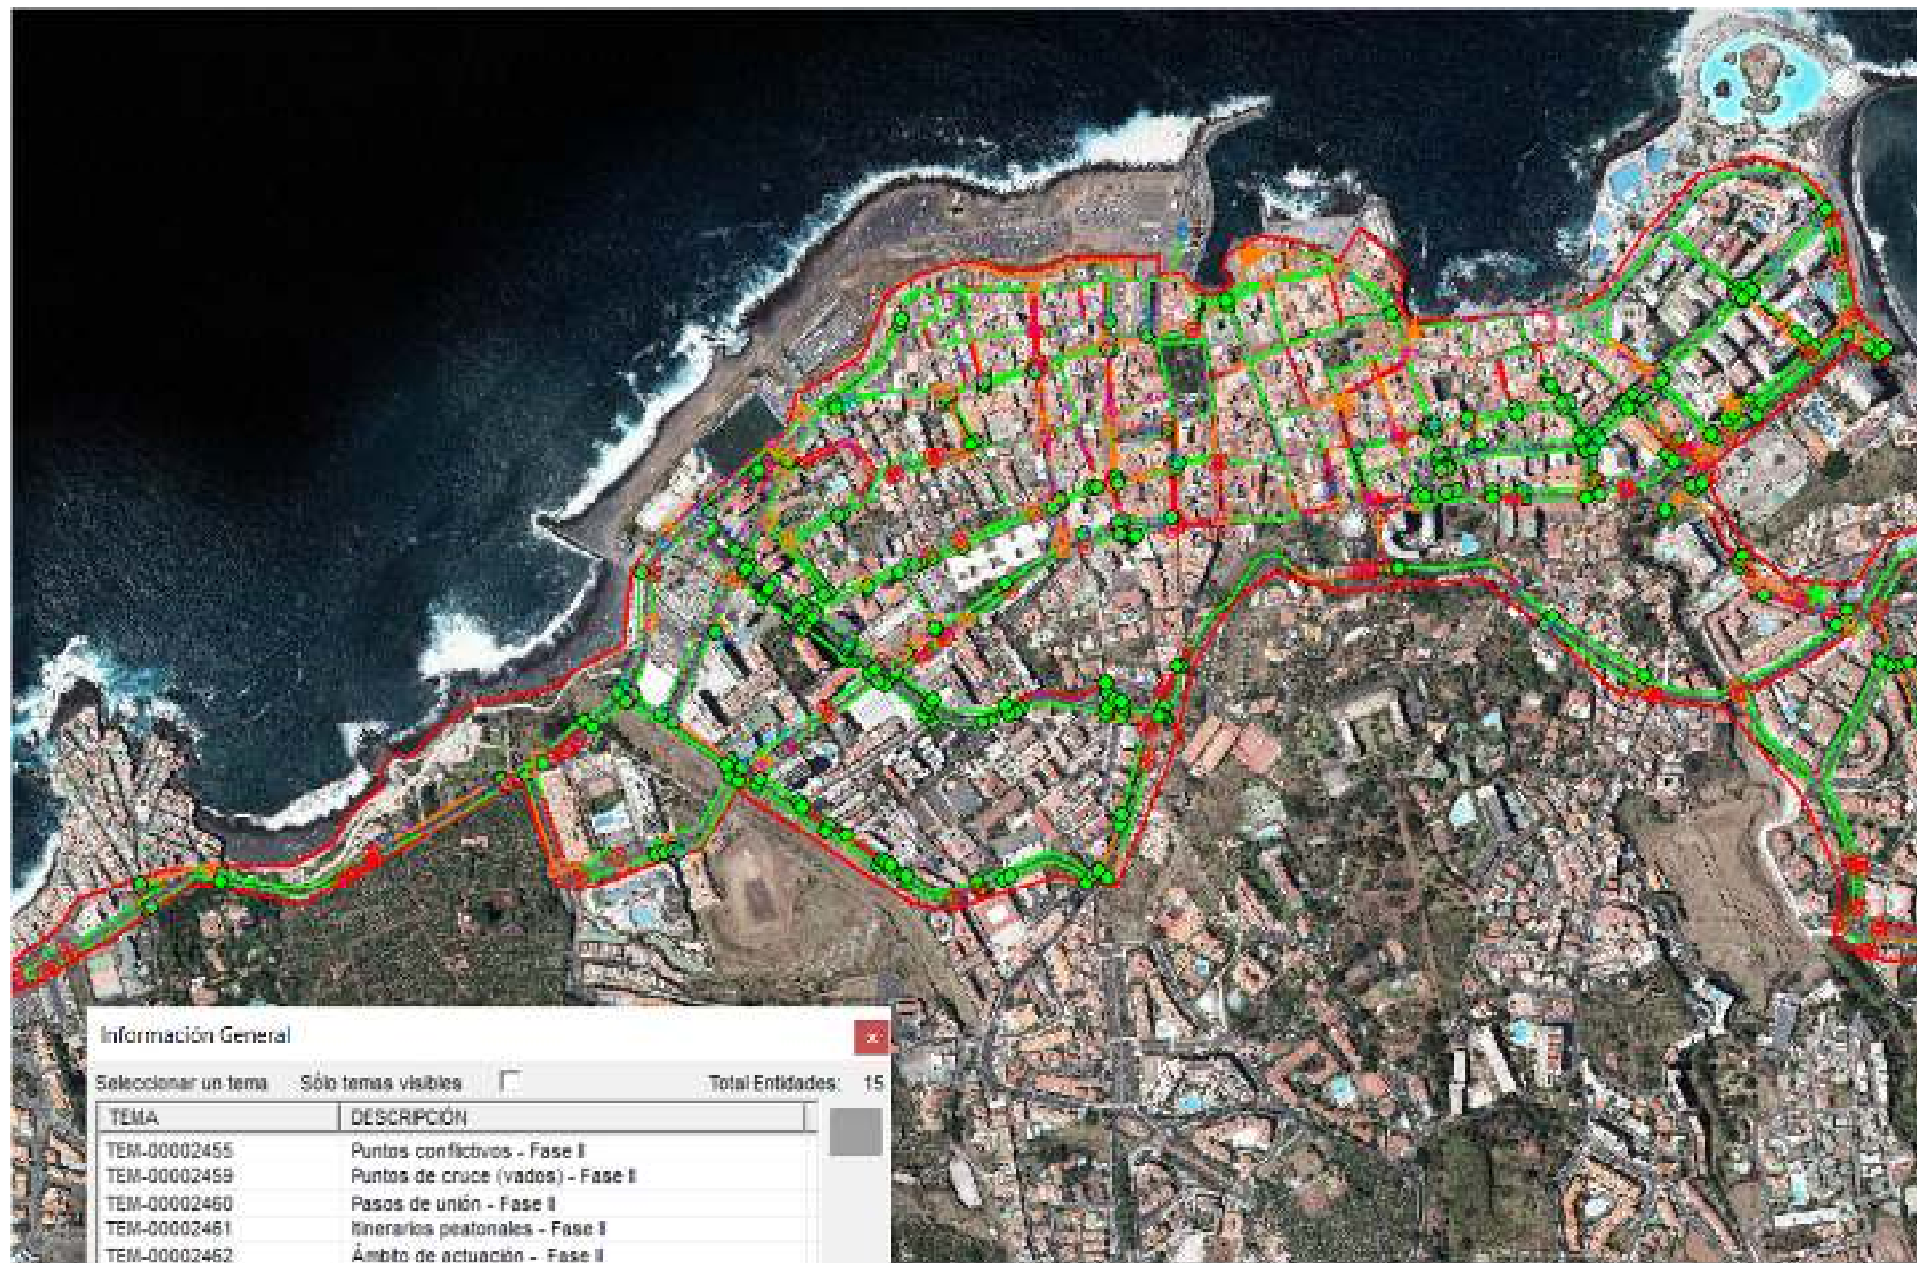 Información General
Seleccionar un tema Sólo temas visibles Total Entidades: 15
TEMA DESCRIPCIÓN
TEM-00002455 Puntos conflictivos - Fase II
TEM-00002459 Puntos de cruce (vados) - Fase II
TEM-00002460 Pasos de unión - Fase II
TEM-00002461 Itinerarios peatonales - Fase II
TEM-00002462 Ámbito de actuación - Fase II